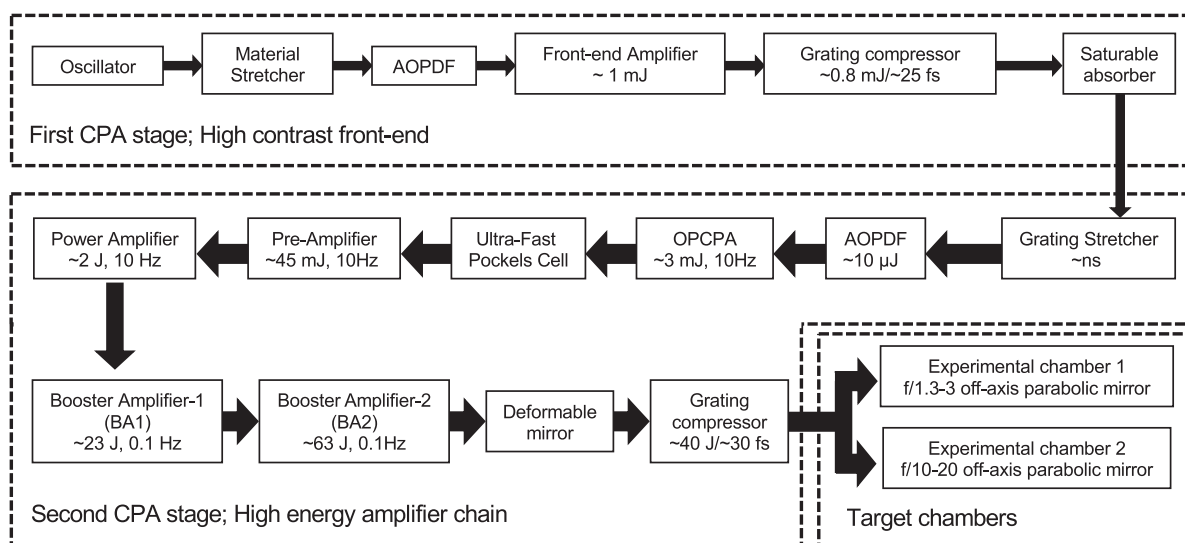 Oscillator
Material
Stretcher
AOPDF
Front-end Amplifier
~ 1 mJ
Grating compressor
~0.8 mJ/~25 fs
Saturable
absorber
First CPA stage; High contrast front-end
Power Amplifier
~2 J, 10 Hz
Pre-Amplifier
~45 mJ, 10Hz
Ultra-Fast
Pockels Cell
OPCPA
~3 mJ, 10Hz
AOPDF
~10 µJ
Grating Stretcher
~ns
Booster Amplifier-1
(BA1)
~23 J, 0.1 Hz
Booster Amplifier-2
(BA2)
~63 J, 0.1Hz
Deformable
mirror
Grating
compressor
~40 J/~30 fs
Experimental chamber 1
f/1.3-3 off-axis parabolic mirror
Experimental chamber 2
f/10-20 off-axis parabolic mirror
Second CPA stage; High energy amplifier chain
Target chambers